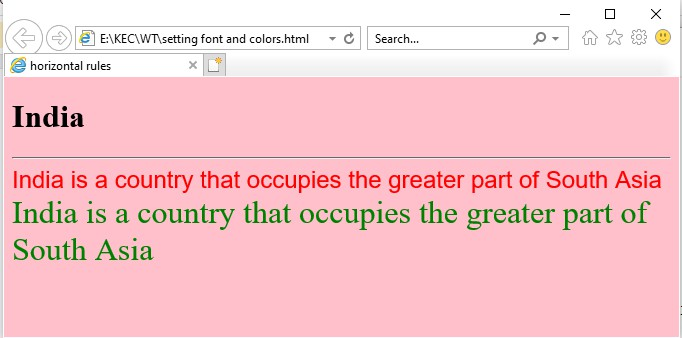 E:\KEC\WT\setting font and colors.html
Search...
horizontal rules
India
India is a country that occupies the greater part of South Asia
India is a country that occupies the greater part of
South Asia